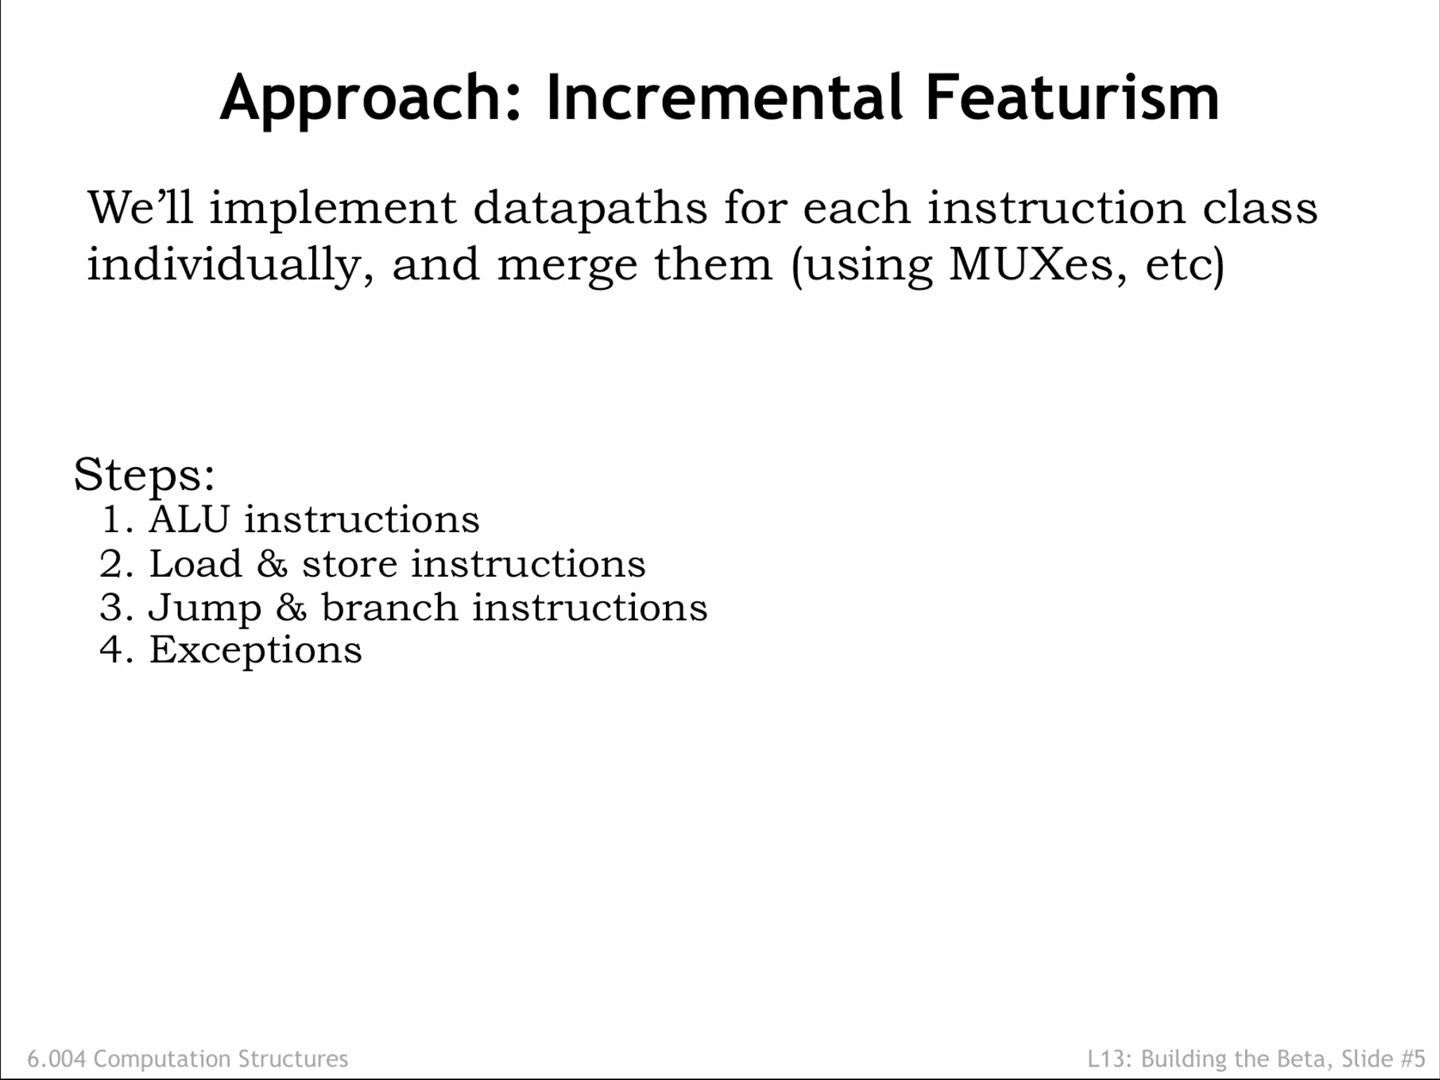 Approach: Incremental Featurism
We’ll implement datapaths for each instruction class
individually, and merge them (using MUXes, etc)
Steps:
1. ALU instructions
2. Load & store instructions
3. Jump & branch instructions
4. Exceptions
6.004 Computation Structures
L13: Building the Beta, Slide #5